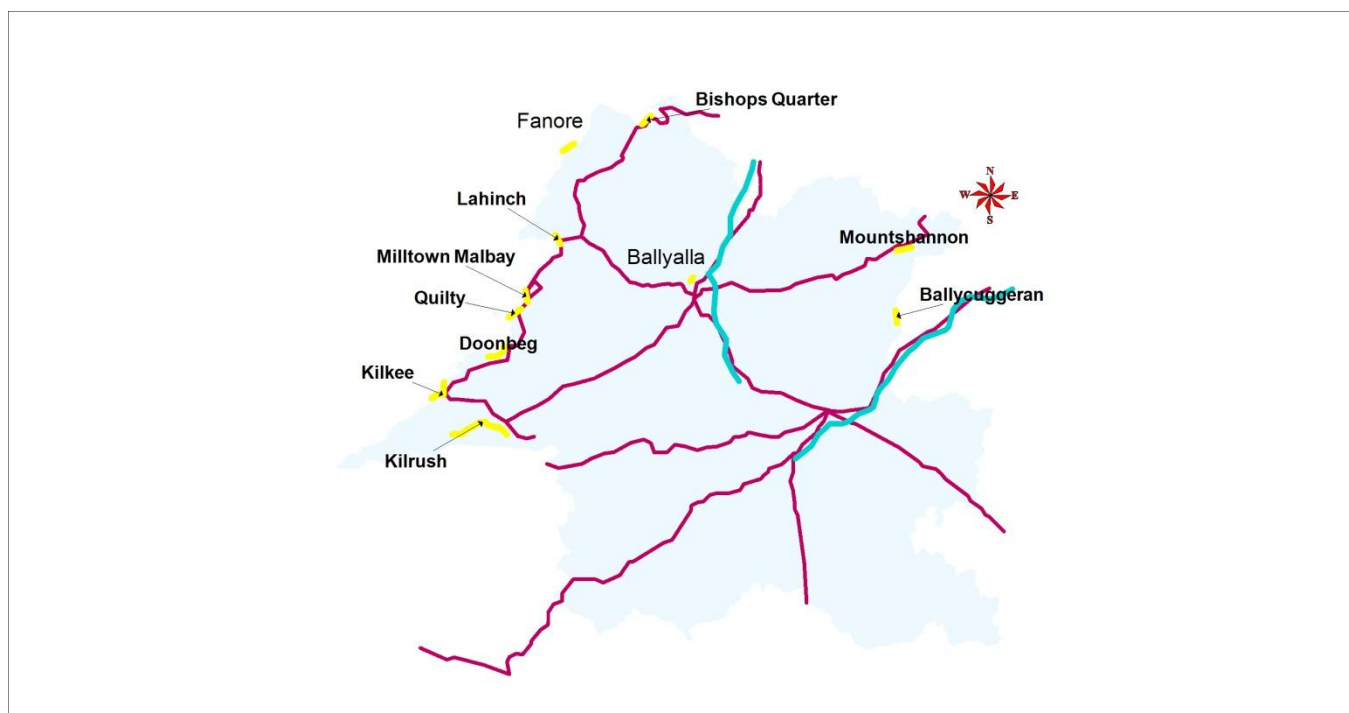 Bishops Quarter
Fanore
N
W
E
S
Lahinch
Mountshannon
Milltown Malbay
Ballyalla
Quilty
Ballycuggeran
Doonbeg
Kilkee
Kilrush